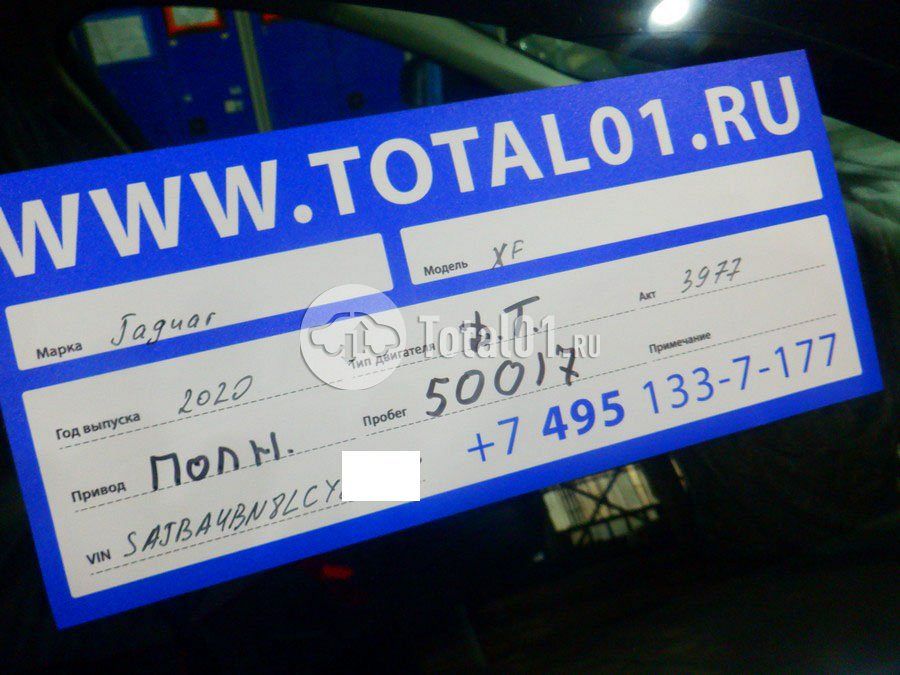 WWW.TOTAL01.RU
Марка Jaguar
Модель XF
Год выпуска 2020
Тип двигателя д.Т.
Акт 3977
Привод ПОЛН.
Пробег 50017
Примечание
VIN SAJBA4BN8LCY
+7 495 133-7-177
Total01.RU